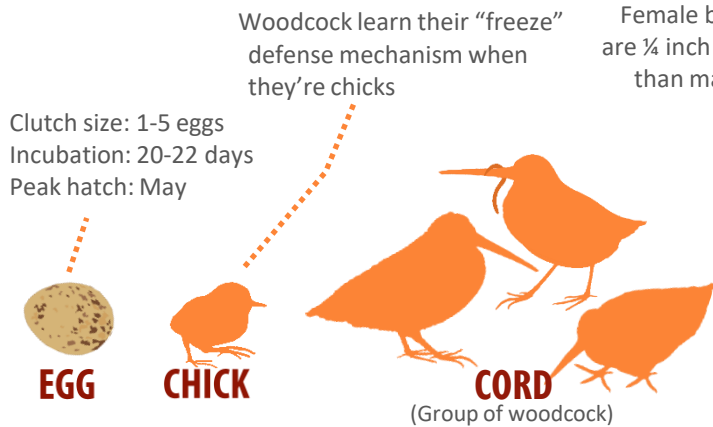 Woodcock learn their “freeze”
defense mechanism when
they’re chicks
Female
are ¼ inch
than
Clutch size: 1-5 eggs
Incubation: 20-22 days
Peak hatch: May
EGG
CHICK
CORD
(Group of woodcock)